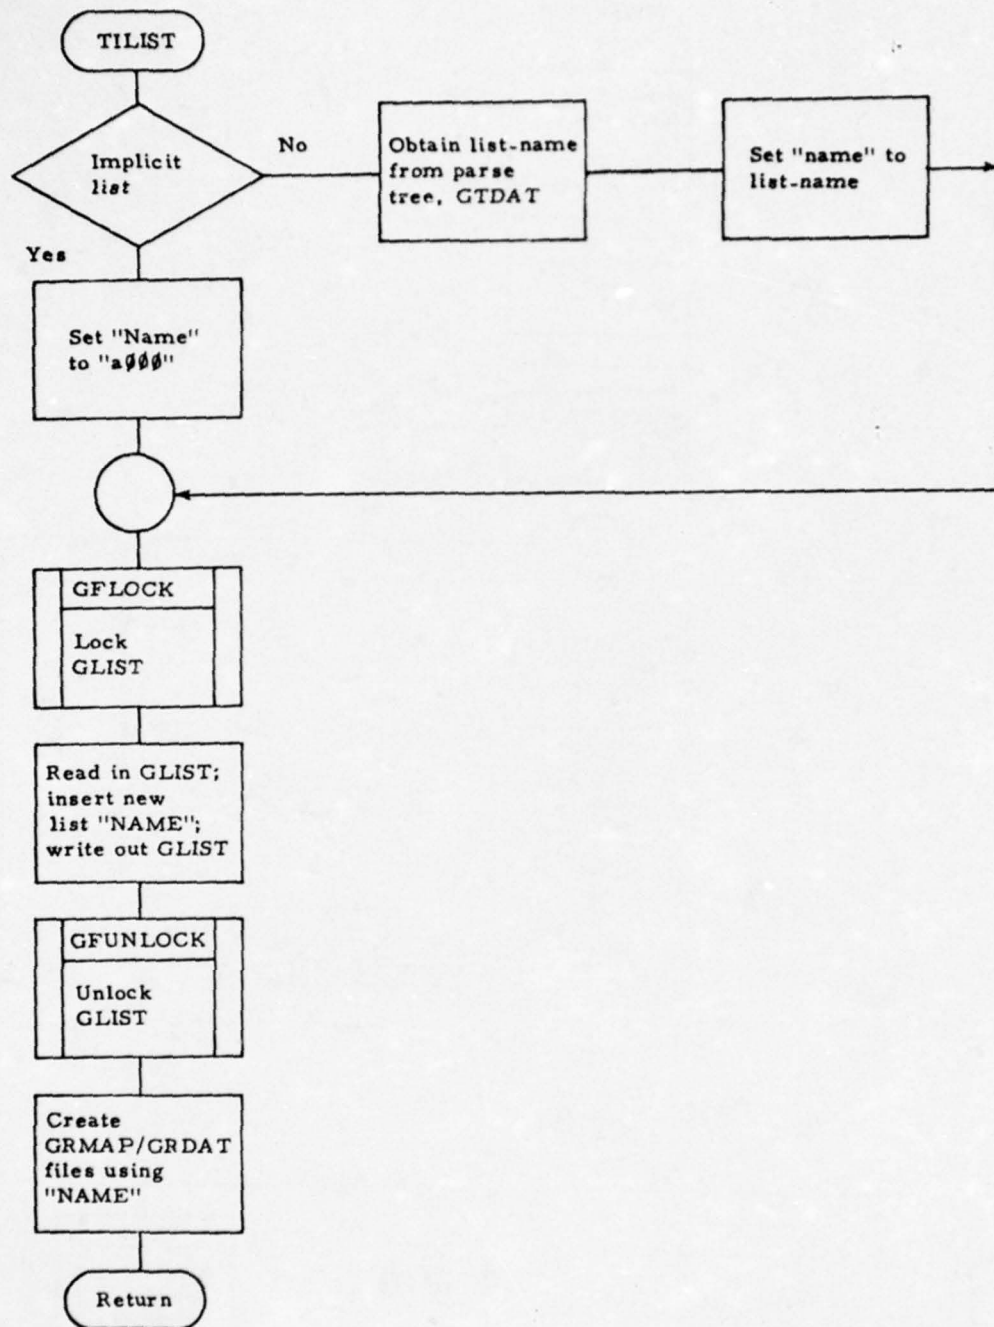 TILIST
Implicit
list
No
Obtain list-name
from parse
tree, GTDAT
Set "name" to
list-name
Yes
Set "Name"
to "a000"
GFLOCK
Lock
GLIST
Read in GLIST;
insert new
list "NAME";
write out GLIST
GFUNLOCK
Unlock
GLIST
Create
GRMAP/GRDAT
files using
"NAME"
Return